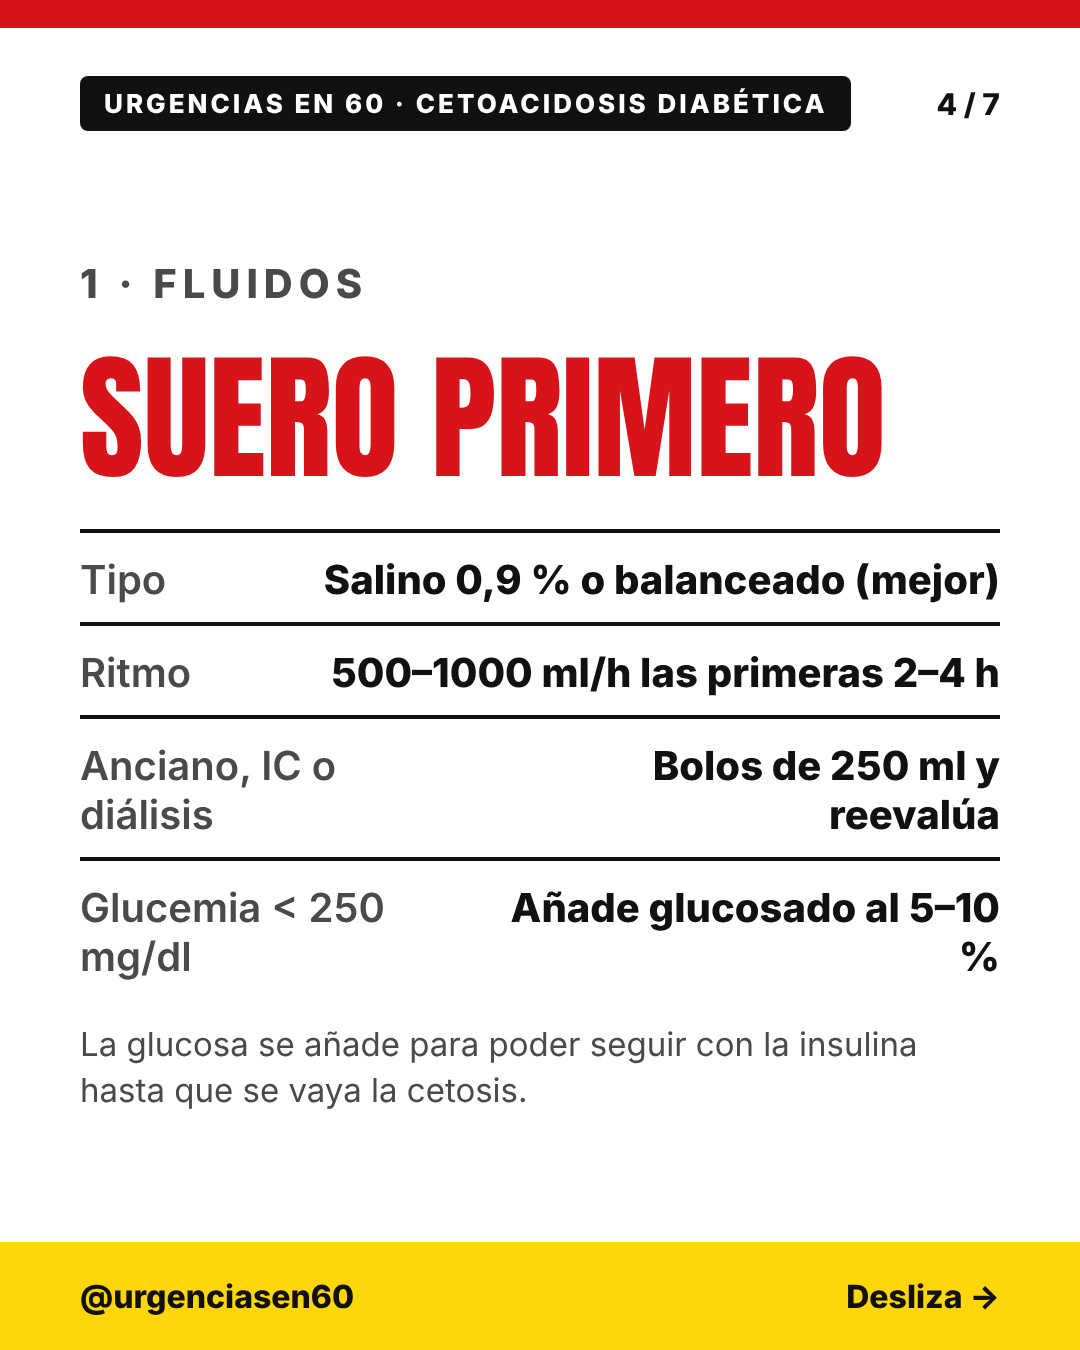 URGENCIAS EN 60 · CETOACIDOSIS DIABÉTICA
4 / 7
1 · FLUIDOS
SUERO PRIMERO
Tipo
Salino 0,9 % o balanceado (mejor)
Ritmo
500–1000 ml/h las primeras 2–4 h
Anciano, IC o
diálisis
Bolos de 250 ml y
reevalúa
Glucemia < 250
mg/dl
Añade glucosado al 5–10
%
La glucosa se añade para poder seguir con la insulina
hasta que se vaya la cetosis.
@urgenciasen60
Desliza →